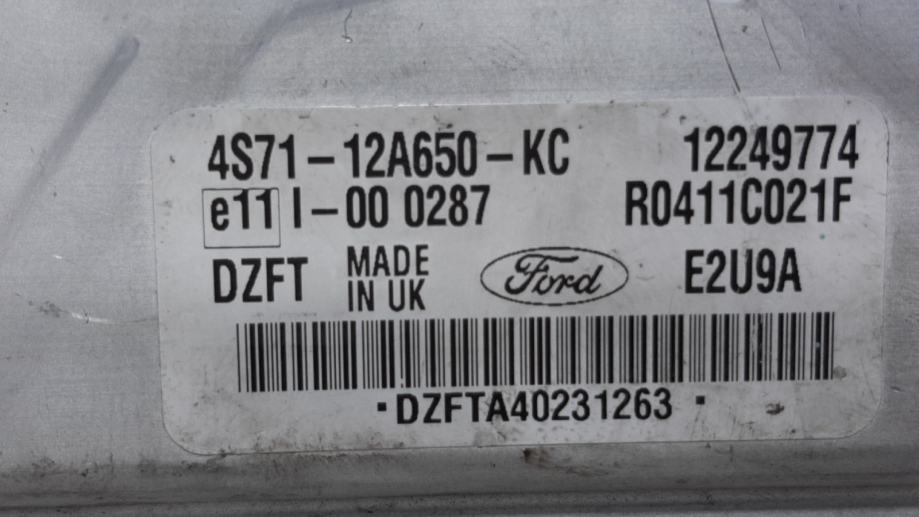 4S71-12A650-KC 12249774
e11 I-00 0287 R0411C021F
DZFT MADE IN UK Ford E2U9A
·DZFTA40231263 ·